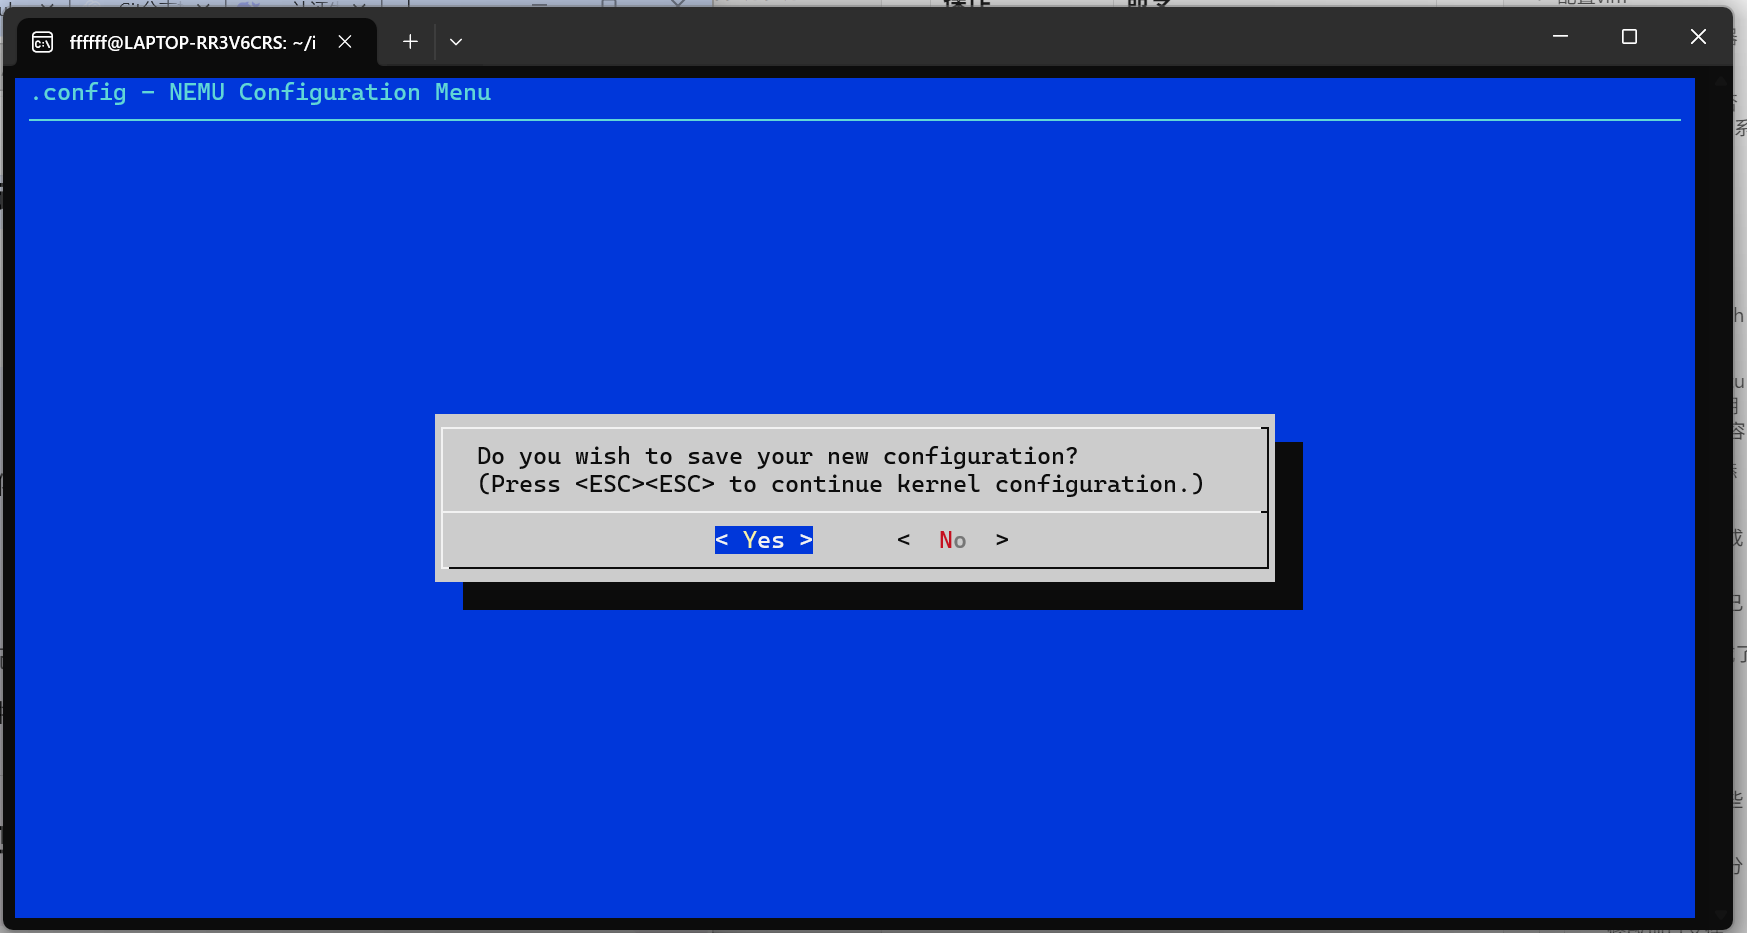 ffffff@LAPTOP-RR3V6CRS: ~/i
.config - NEMU Configuration Menu
Do you wish to save your new configuration?
(Press <ESC><ESC> to continue kernel configuration.)
< Yes > < No >